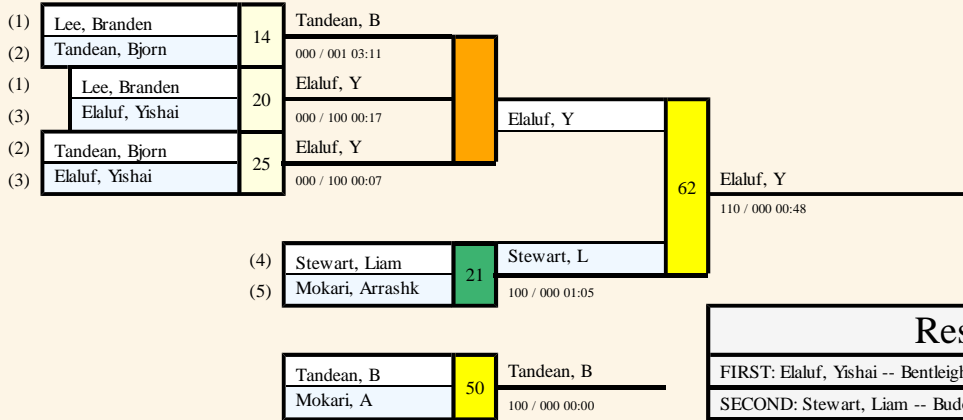 (1) Lee, Branden 14 Tandean, B
(2) Tandean, Bjorn 000 / 001 03:11
(1) Lee, Branden 20 Elaluf, Y
(3) Elaluf, Yishai 000 / 100 00:17
Elaluf, Y
(2) Tandean, Bjorn 25 Elaluf, Y
(3) Elaluf, Yishai 000 / 100 00:07
62 Elaluf, Y
110 / 000 00:48
(4) Stewart, Liam 21 Stewart, L
(5) Mokari, Arrashk 100 / 000 01:05
Tandean, B 50 Tandean, B
Mokari, A 100 / 000 00:00
Res
FIRST: Elaluf, Yishai -- Bentleigh
SECOND: Stewart, Liam -- Bud